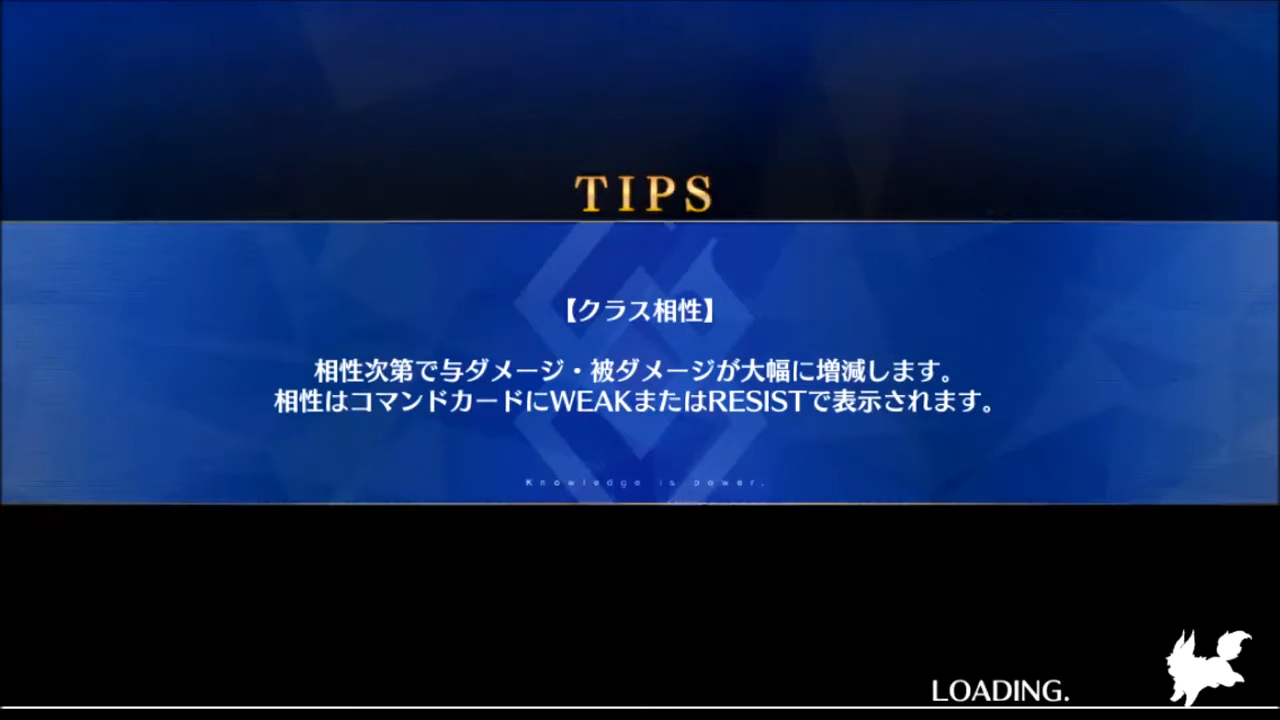 TIPS
【クラス相性】
相性次第で与ダメージ・被ダメージが大幅に増減します。
相性はコマンドカードにWEAKまたはRESISTで表示されます。
Knowledge is power.
LOADING.